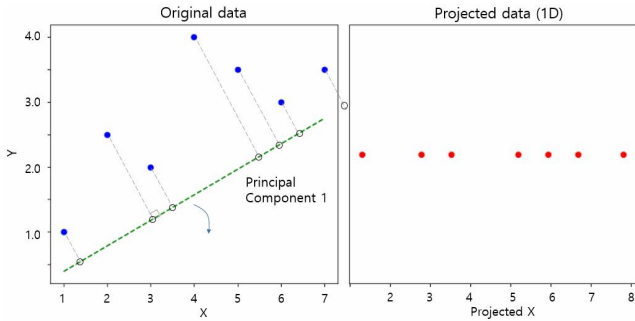 Original data
Projected data (1D)
4.0
3.0
2.0
1.0
Y
Principal
Component 1
1 2 3 4 5 6 7
X
2 3 4 5 6 7 8
Projected X